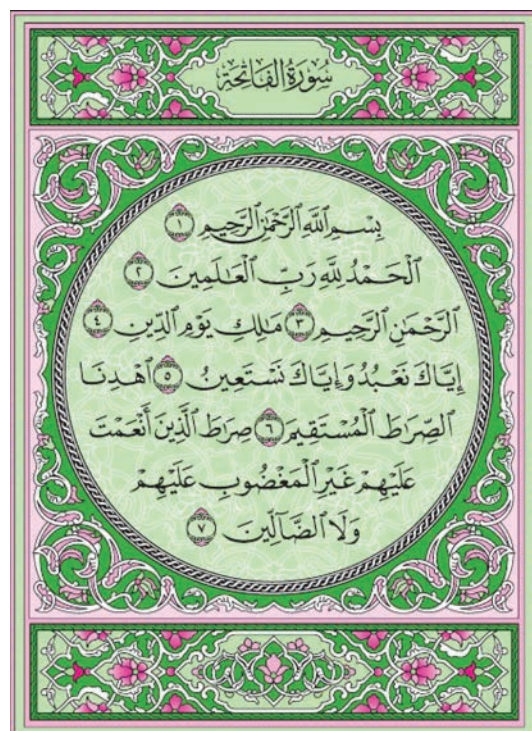 سُورَةُ الفَاتِحَةِ
بِسْمِ ٱللَّهِ ٱلرَّحْمَٰنِ ٱلرَّحِيمِ ١
ٱلْحَمْدُ لِلَّهِ رَبِّ ٱلْعَٰلَمِينَ ٢
ٱلرَّحْمَٰنِ ٱلرَّحِيمِ ٣ مَٰلِكِ يَوْمِ ٱلدِّينِ ٤
إِيَّاكَ نَعْبُدُ وَإِيَّاكَ نَسْتَعِينُ ٥ ٱهْدِنَا
ٱلصِّرَٰطَ ٱلْمُسْتَقِيمَ ٦ صِرَٰطَ ٱلَّذِينَ أَنْعَمْتَ
عَلَيْهِمْ غَيْرِ ٱلْمَغْضُوبِ عَلَيْهِمْ
وَلَا ٱلضَّآلِّينَ ٧